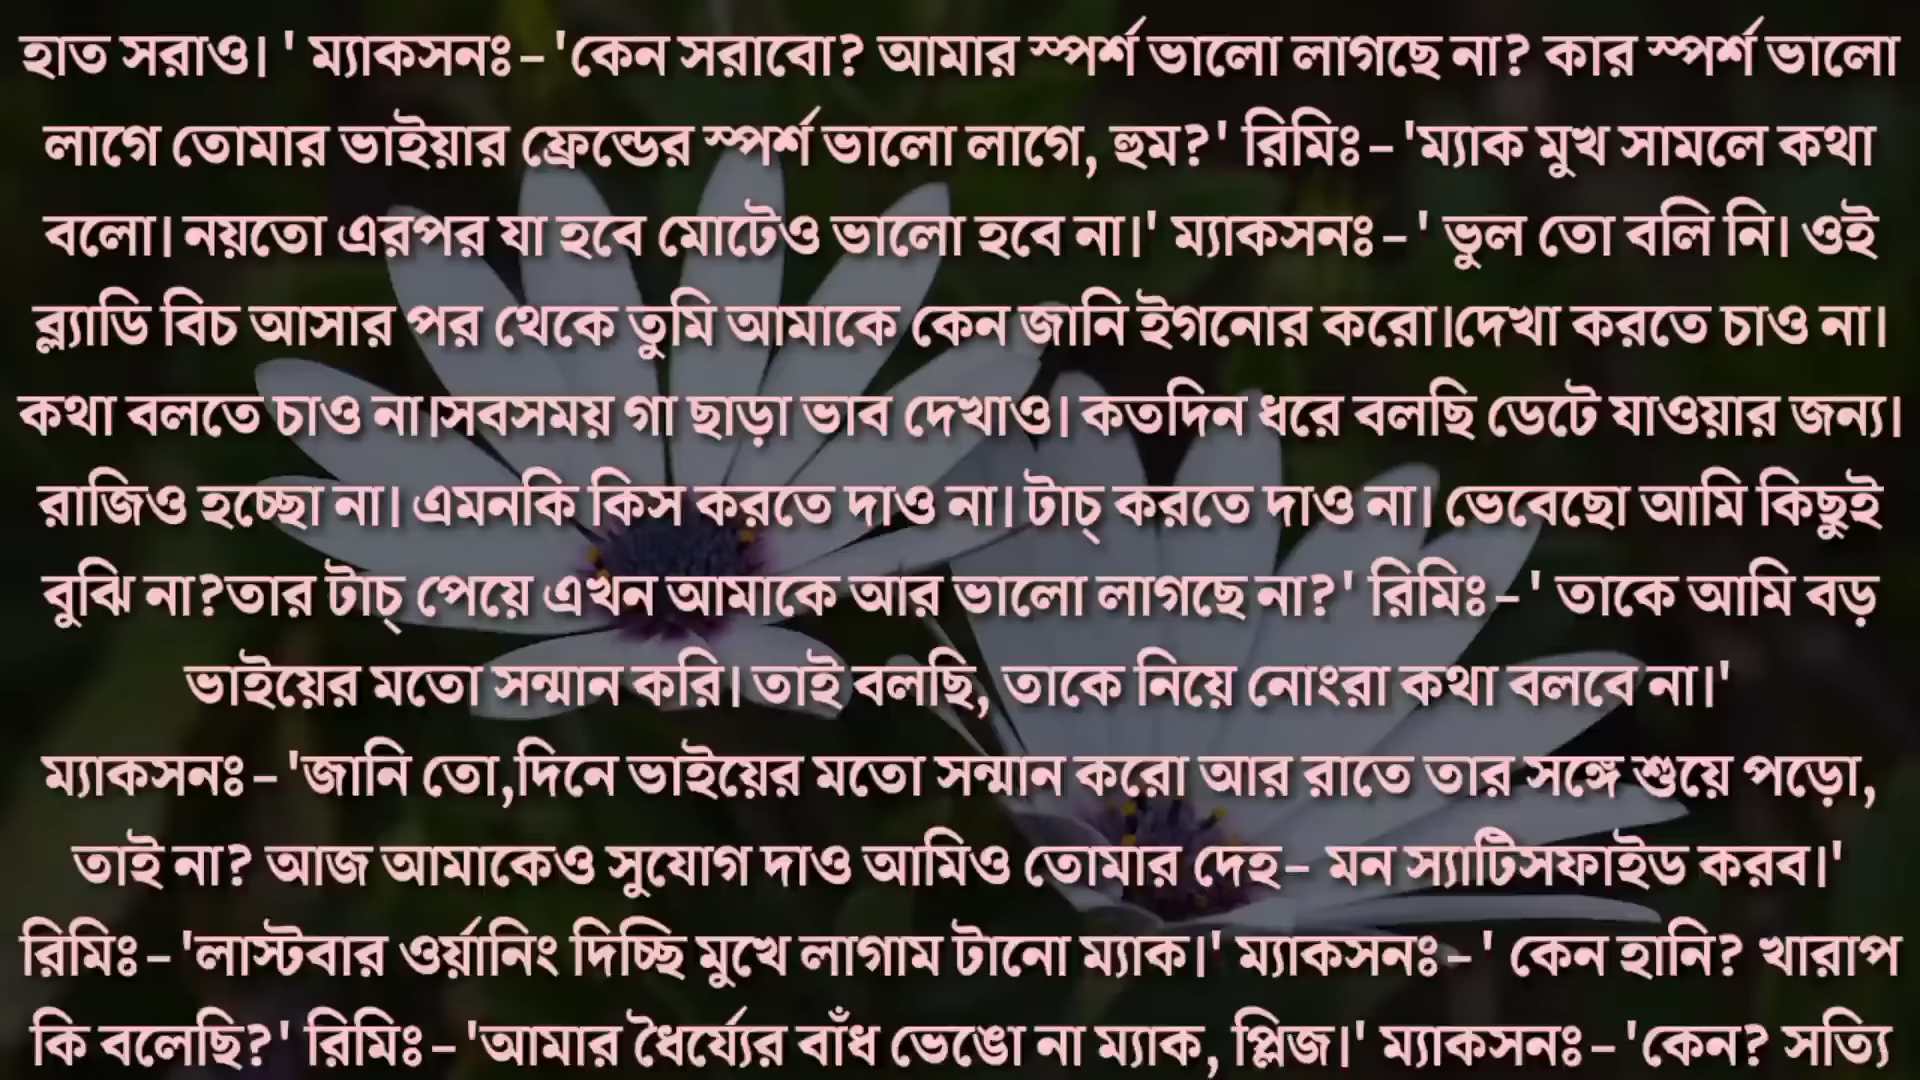 হাত সরাও। ' ম্যাকসনঃ-'কেন সরাবো? আমার স্পর্শ ভালো লাগছে না? কার স্পর্শ ভালো
লাগে তোমার ভাইয়ার ফ্রেন্ডের স্পর্শ ভালো লাগে, হুম?' রিমিঃ-'ম্যাক মুখ সামলে কথা
বলো। নয়তো এরপর যা হবে মোটেও ভালো হবে না।' ম্যাকসনঃ-' ভুল তো বলি নি। ওই
ব্ল্যাডি বিচ আসার পর থেকে তুমি আমাকে কেন জানি ইগনোর করো।দেখা করতে চাও না।
কথা বলতে চাও না।সবসময় গা ছাড়া ভাব দেখাও। কতদিন ধরে বলছি ডেটে যাওয়ার জন্য।
রাজিও হচ্ছো না। এমনকি কিস করতে দাও না। টাচ্ করতে দাও না। ভেবেছো আমি কিছুই
বুঝি না?তার টাচ্ পেয়ে এখন আমাকে আর ভালো লাগছে না?' রিমিঃ-' তাকে আমি বড়
ভাইয়ের মতো সন্মান করি। তাই বলছি, তাকে নিয়ে নোংরা কথা বলবে না।'
ম্যাকসনঃ-'জানি তো,দিনে ভাইয়ের মতো সন্মান করো আর রাতে তার সঙ্গে শুয়ে পড়ো,
তাই না? আজ আমাকেও সুযোগ দাও আমিও তোমার দেহ- মন স্যাটিসফাইড করব।'
রিমিঃ-'লাস্টবার ওর্য়ানিং দিচ্ছি মুখে লাগাম টানো ম্যাক।' ম্যাকসনঃ-' কেন হানি? খারাপ
কি বলেছি?' রিমিঃ-'আমার ধৈর্য্যের বাঁধ ভেঙো না ম্যাক, প্লিজ।' ম্যাকসনঃ-'কেন? সত্যি